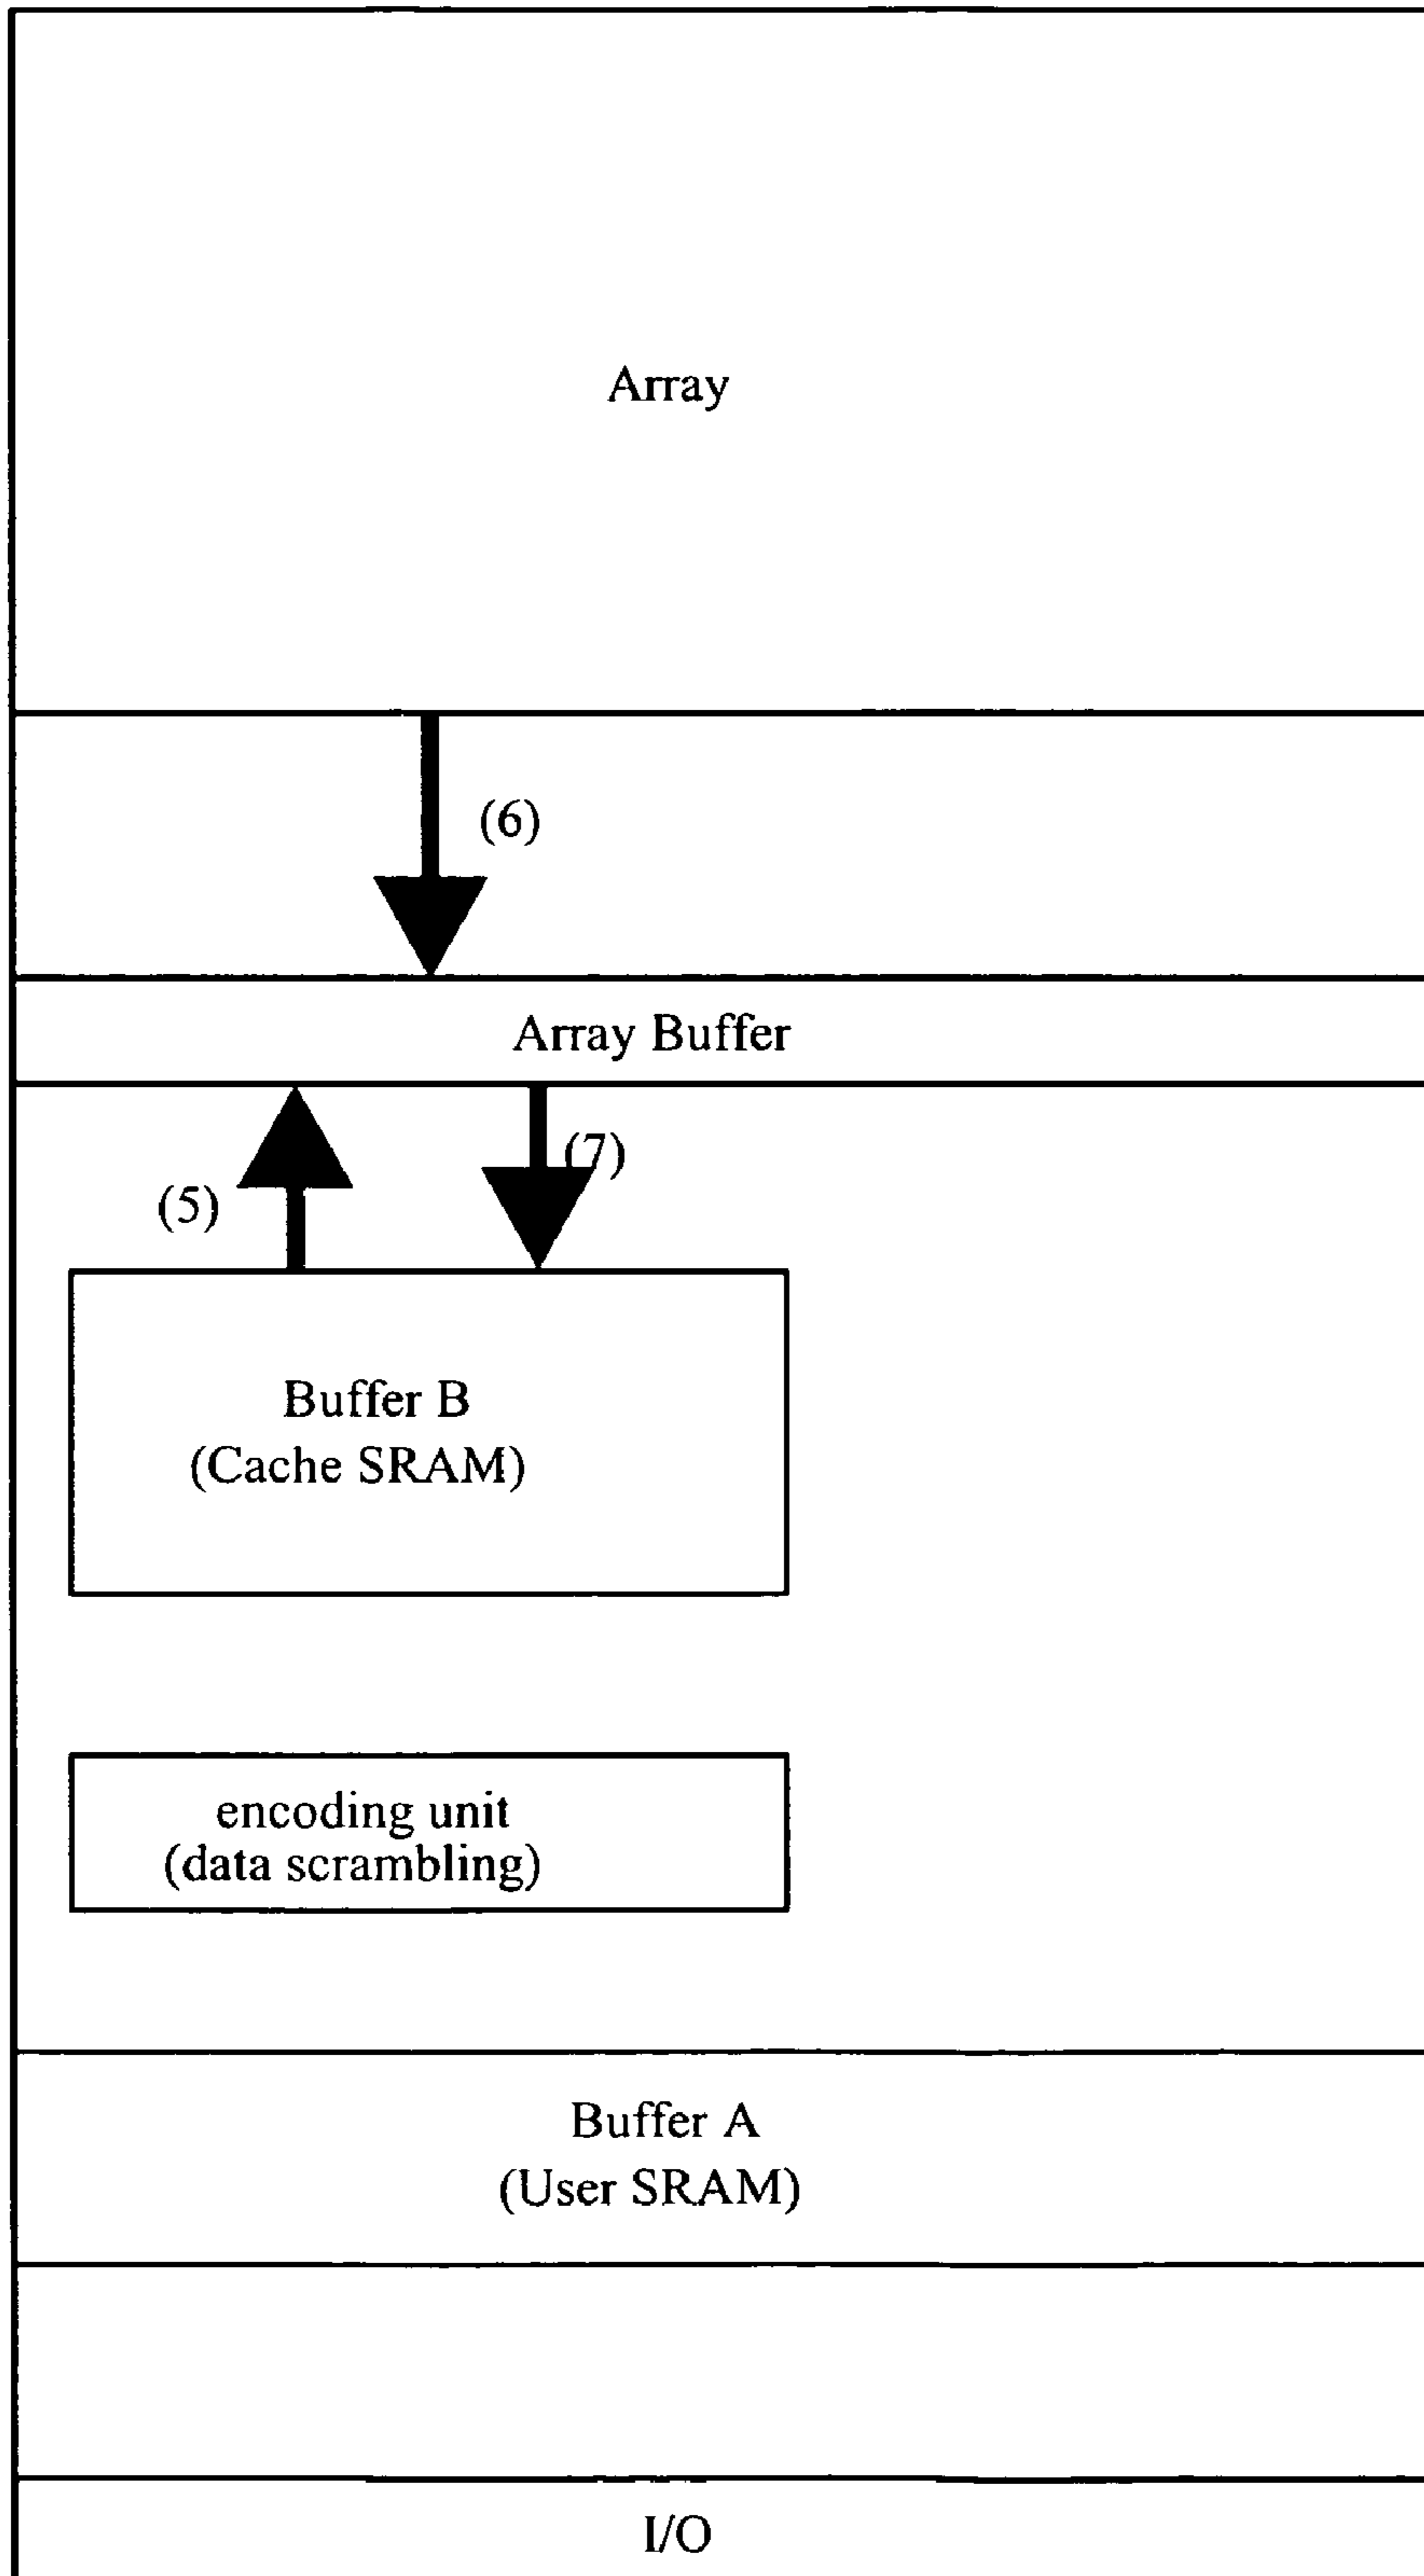 Array
(6)
Array Buffer
(7)
(5)
Buffer B
(Cache SRAM)
encoding unit
(data scrambling)
Buffer A
(User SRAM)
I/O